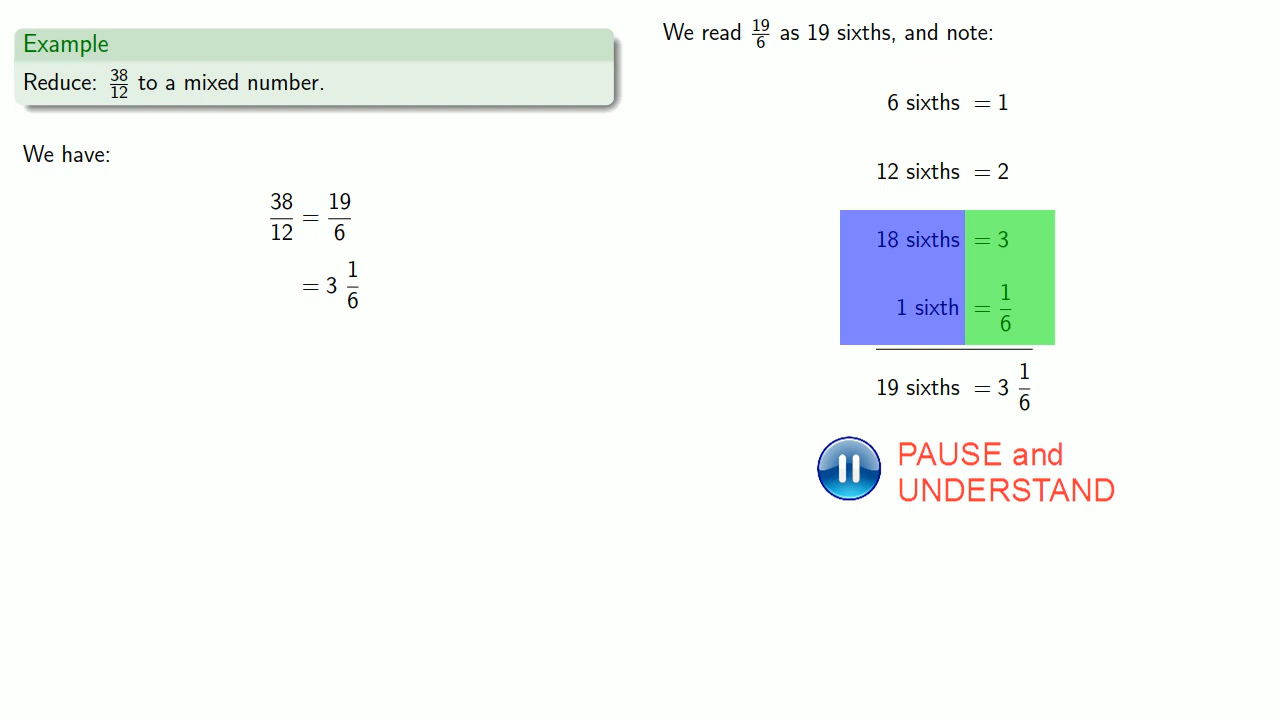 Example
Reduce: 38/12 to a mixed number.
We have:
38/12 = 19/6
= 3 1/6
We read 19/6 as 19 sixths, and note:
6 sixths = 1
12 sixths = 2
18 sixths = 3
1 sixth = 1/6
19 sixths = 3 1/6
PAUSE and
UNDERSTAND